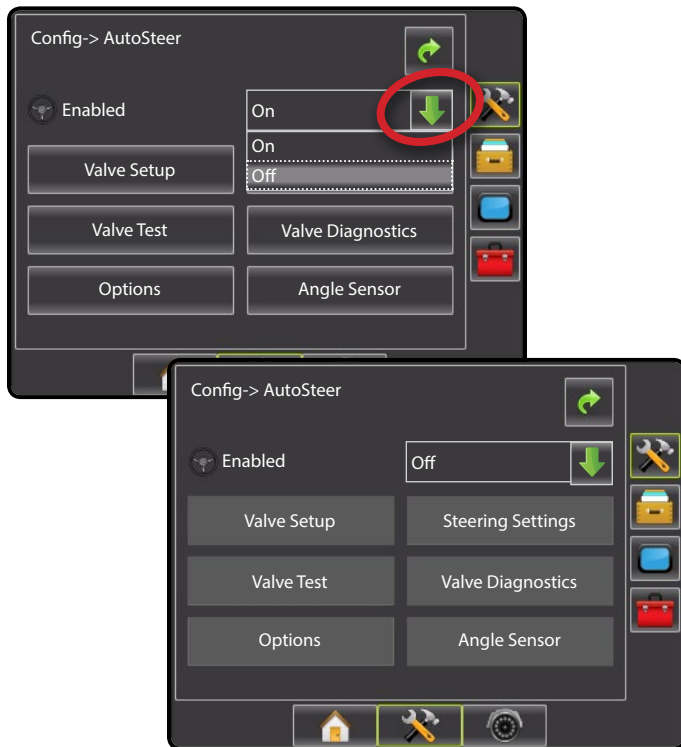 Config-> AutoSteer
Enabled
On
On
Off
Valve Setup
Valve Test
Valve Diagnostics
Options
Angle Sensor
Config-> AutoSteer
Enabled
Off
Valve Setup
Steering Settings
Valve Test
Valve Diagnostics
Options
Angle Sensor